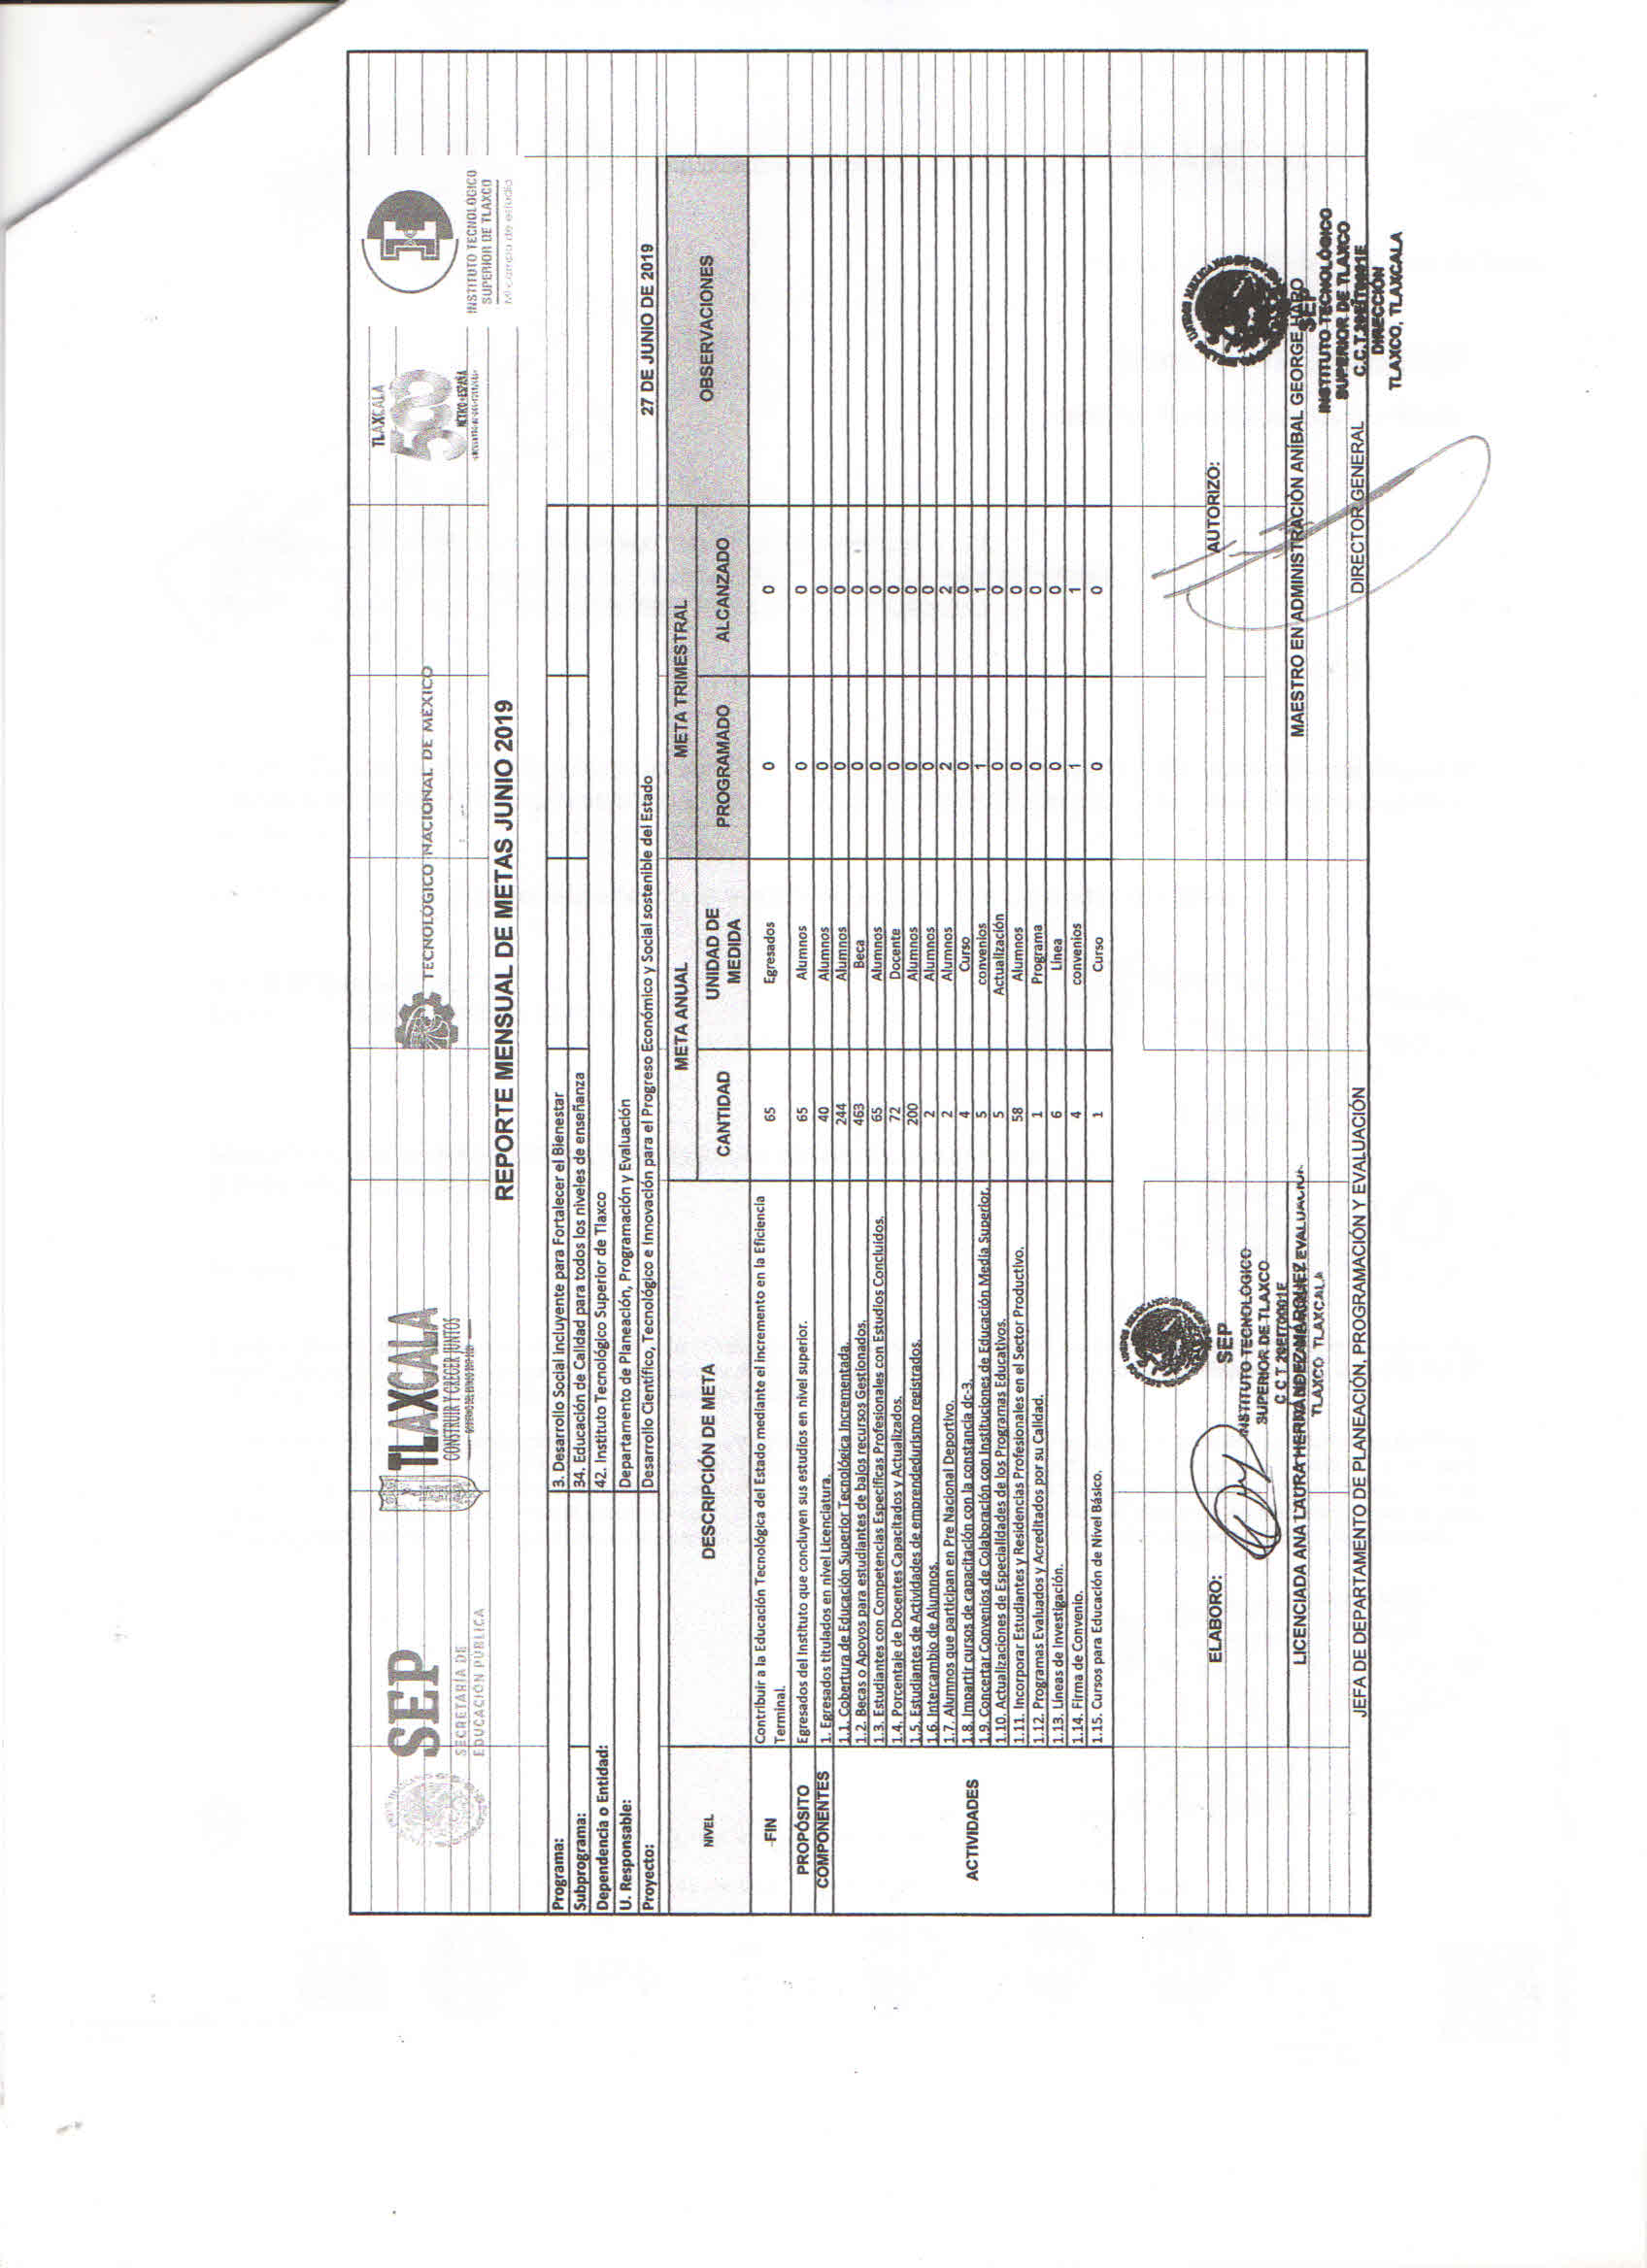 SEP
SECRETARÍA DE
EDUCACIÓN PÚBLICA
TLAXCALA
CONSTRUIR Y CRECER JUNTOS
TECNOLÓGICO NACIONAL DE MÉXICO
TLAXCALA
500
INSTITUTO TECNOLOGICO
SUPERIOR DE TLAXCO
REPORTE MENSUAL DE METAS JUNIO 2019
Programa: 3. Desarrollo Social incluyente para Fortalecer el Bienestar
Subprograma: 34. Educación de Calidad para todos los niveles de enseñanza
Dependencia o Entidad: 42. Instituto Tecnológico Superior de Tlaxco
U. Responsable: Departamento de Planeación, Programación y Evaluación
Proyecto: Desarrollo Científico, Tecnológico e Innovación para el Progreso Económico y Social sostenible del Estado 27 DE JUNIO DE 2019
NIVEL DESCRIPCIÓN DE META META ANUAL META TRIMESTRAL OBSERVACIONES
CANTIDAD UNIDAD DE MEDIDA PROGRAMADO ALCANZADO
FIN Contribuir a la Educación Tecnológica del Estado mediante el incremento en la Eficiencia Terminal. 65 Egresados 0 0
PROPÓSITO Egresados del Instituto que concluyen sus estudios en nivel superior. 65 Alumnos 0 0
COMPONENTES 1. Egresados titulados en nivel Licenciatura. 40 Alumnos 0 0
ACTIVIDADES 1.1. Cobertura de Educación Superior Tecnológica Incrementada. 244 Alumnos 0 0
1.2. Becas o Apoyos para estudiantes de bajos recursos Gestionados. 463 Beca 0 0
1.3. Estudiantes con Competencias Específicas Profesionales con Estudios Concluidos. 65 Alumnos 0 0
1.4. Porcentaje de Docentes Capacitados y Actualizados. 72 Docente 0 0
1.5. Estudiantes de Actividades de emprendedurismo registrados. 200 Alumnos 0 0
1.6. Intercambio de Alumnos. 2 Alumnos 0 0
1.7. Alumnos que participan en Pre Nacional Deportivo. 2 Alumnos 2 2
1.8. Impartir cursos de capacitación con la constancia dc-3. 4 Curso 0 0
1.9. Concertar Convenios de Colaboración con Instituciones de Educación Media Superior. 5 convenios 1 1
1.10. Actualizaciones de Especialidades de los Programas Educativos. 5 Actualización 0 0
1.11. Incorporar Estudiantes y Residencias Profesionales en el Sector Productivo. 58 Alumnos 0 0
1.12. Programas Evaluados y Acreditados por su Calidad. 1 Programa 0 0
1.13. Líneas de Investigación. 6 Línea 0 0
1.14. Firma de Convenio. 4 convenios 1 1
1.15. Cursos para Educación de Nivel Básico. 1 Curso 0 0
ELABORO:
SEP
INSTITUTO TECNOLOGICO
SUPERIOR DE TLAXCO
LICENCIADA ANA LAURA HERNÁNDEZ MÁRQUEZ
TLAXCO TLAXCALA
JEFA DE DEPARTAMENTO DE PLANEACIÓN, PROGRAMACIÓN Y EVALUACIÓN
AUTORIZO:
MAESTRO EN ADMINISTRACIÓN ANÍBAL GEORGE HARO
SEP
INSTITUTO TECNOLÓGICO
SUPERIOR DE TLAXCO
DIRECTOR GENERAL
DIRECCIÓN
TLAXCO, TLAXCALA